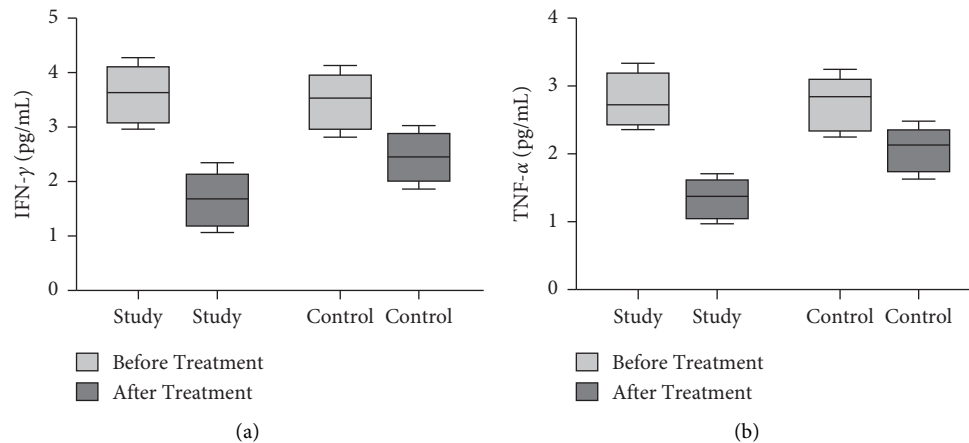 5
4
3
2
1
0
IFN-γ (pg/mL)
Study Study Control Control
Before Treatment
After Treatment
(a)
4
3
2
1
0
TNF-α (pg/mL)
Study Study Control Control
Before Treatment
After Treatment
(b)